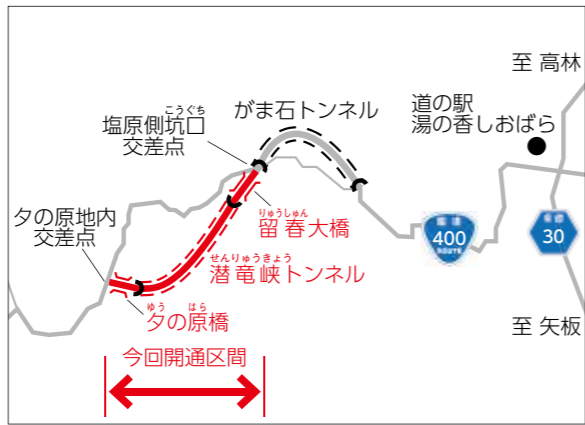 至 高林
がま石トンネル
道の駅
湯の香しおばら
こうぐち
塩原側坑口
交差点
夕の原地内
交差点
りゅうしゅん
留春大橋
国道
400
ROUTE
30
せんりゅうきょう
潜竜峡トンネル
ゆう はら
夕の原橋
至 矢板
今回開通区間